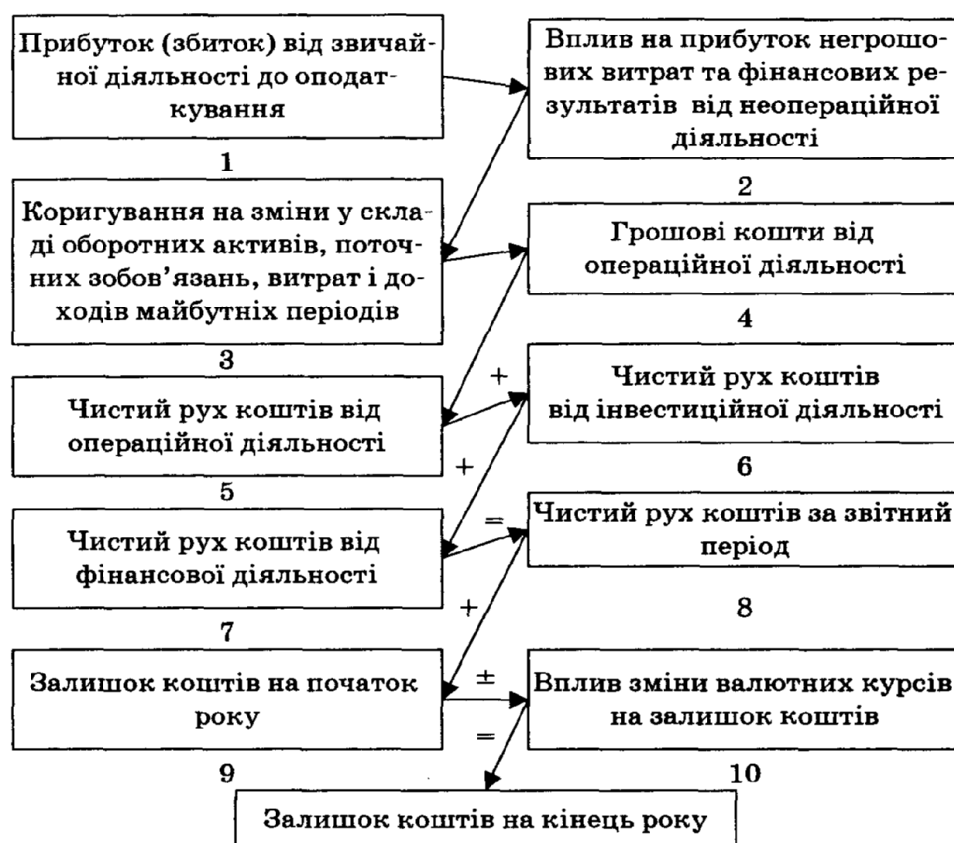 Прибуток (збиток) від звичай-
ної діяльності до оподат-
кування
1
Вплив на прибуток негрошо-
вих витрат та фінансових ре-
зультатів від неопераційної
діяльності
2
Коригування на зміни у скла-
ді оборотних активів, поточ-
них зобов’язань, витрат і до-
ходів майбутніх періодів
3
Грошові кошти від
операційної діяльності
4
Чистий рух коштів від
операційної діяльності
5
+
Чистий рух коштів
від інвестиційної діяльності
6
+
Чистий рух коштів від
фінансової діяльності
7
=
Чистий рух коштів за звітний
період
8
+
Залишок коштів на початок
року
9
±
Вплив зміни валютних курсів
на залишок коштів
10
=
Залишок коштів на кінець року